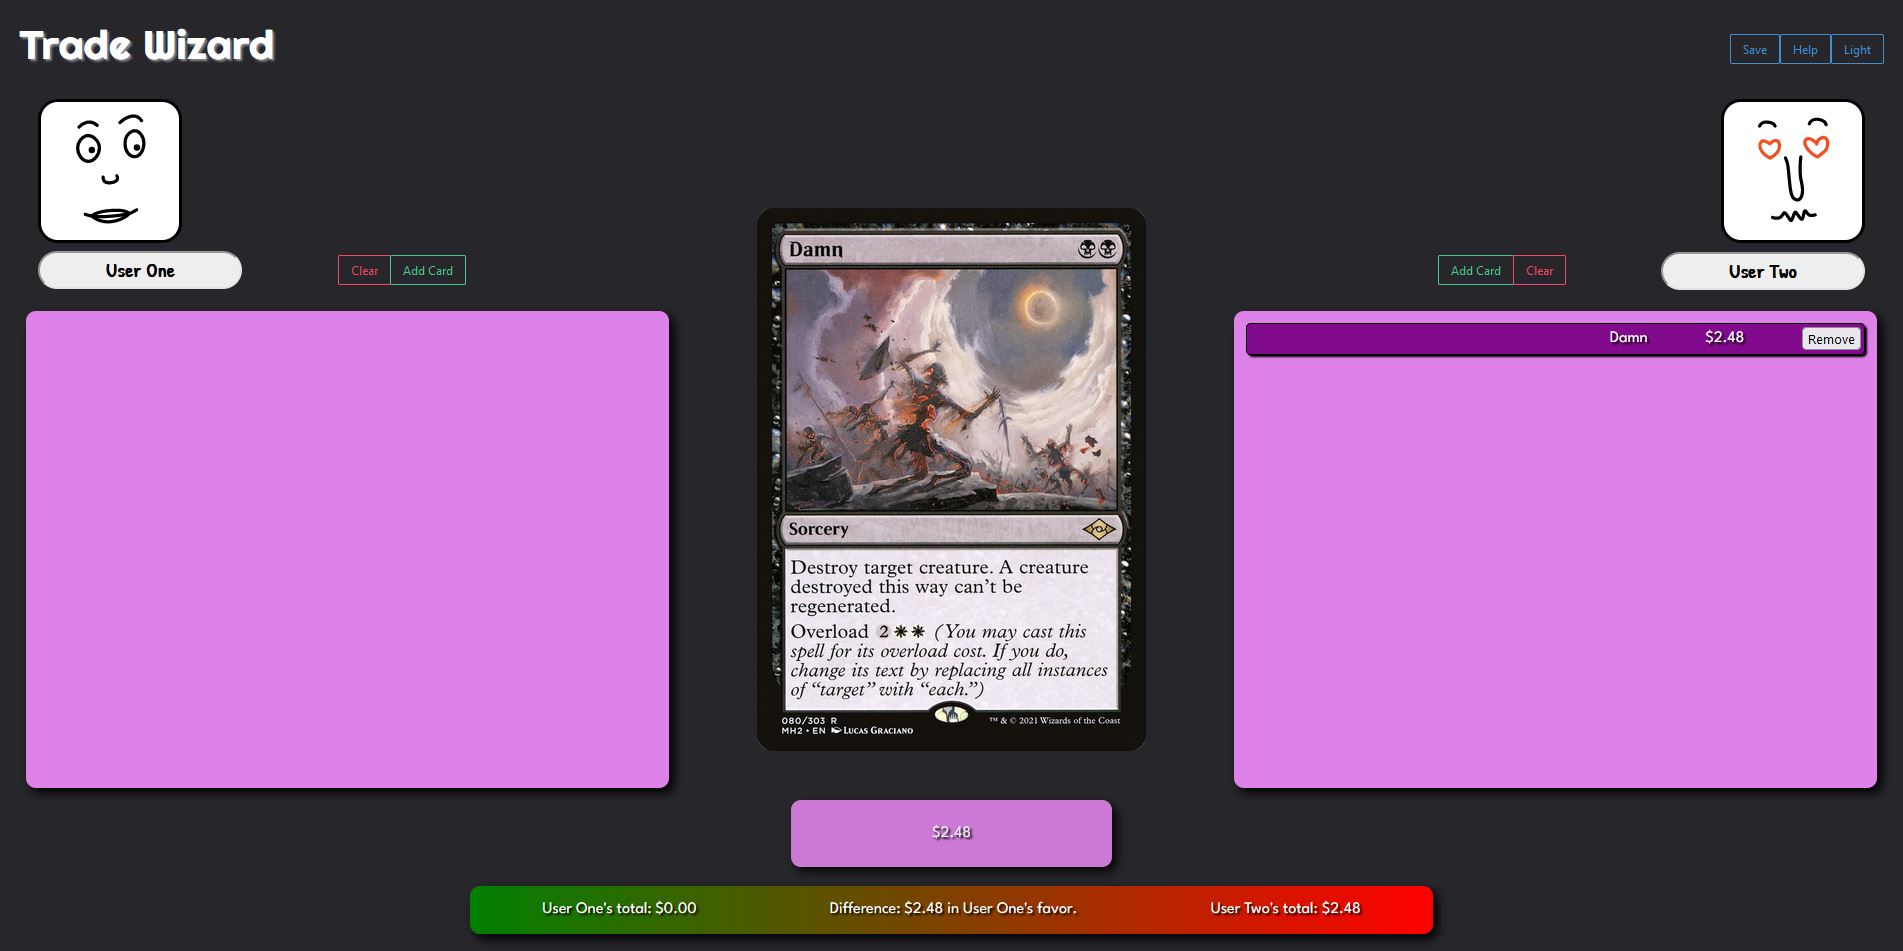 Trade Wizard
Save Help Light
User One
Clear Add Card
Add Card Clear
User Two
Damn
Sorcery
Destroy target creature. A creature
destroyed this way can't be
regenerated.
Overload 2 (You may cast this
spell for its overload cost. If you do,
change its text by replacing all instances
of “target” with “each.”)
080/303 R
MH2 • EN Lucas Graciano
™ & © 2021 Wizards of the Coast
Damn $2.48 Remove
$2.48
User One's total: $0.00
Difference: $2.48 in User One's favor.
User Two's total: $2.48